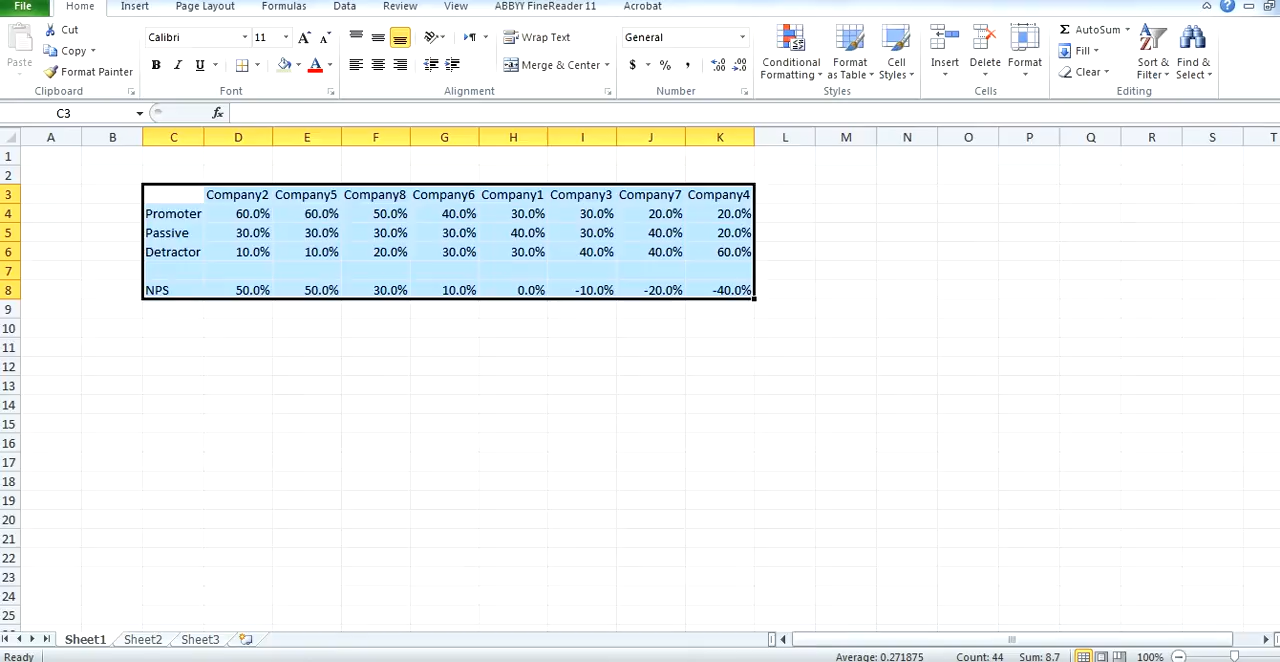 File Home Insert Page Layout Formulas Data Review View ABBYY FineReader 11 Acrobat
Cut Calibri 11 A A Wrap Text General Σ AutoSum
Paste Copy Conditional Formatting Format as Table Cell Styles Insert Delete Format Fill Sort & Filter Find & Select
Format Painter B I U A Merge & Center $ % , .0 .00 .00 .0 Clear
Clipboard Font Alignment Number Styles Cells Editing
C3 fx
A B C D E F G H I J K L M N O P Q R S T
1
2
3 Company2 Company5 Company8 Company6 Company1 Company3 Company7 Company4
4 Promoter 60.0% 60.0% 50.0% 40.0% 30.0% 30.0% 20.0% 20.0%
5 Passive 30.0% 30.0% 30.0% 30.0% 40.0% 30.0% 40.0% 20.0%
6 Detractor 10.0% 10.0% 20.0% 30.0% 30.0% 40.0% 40.0% 60.0%
7
8 NPS 50.0% 50.0% 30.0% 10.0% 0.0% -10.0% -20.0% -40.0%
9
10
11
12
13
14
15
16
17
18
19
20
21
22
23
24
25
Sheet1 Sheet2 Sheet3
Ready Average: 0.271875 Count: 44 Sum: 8.7 100%